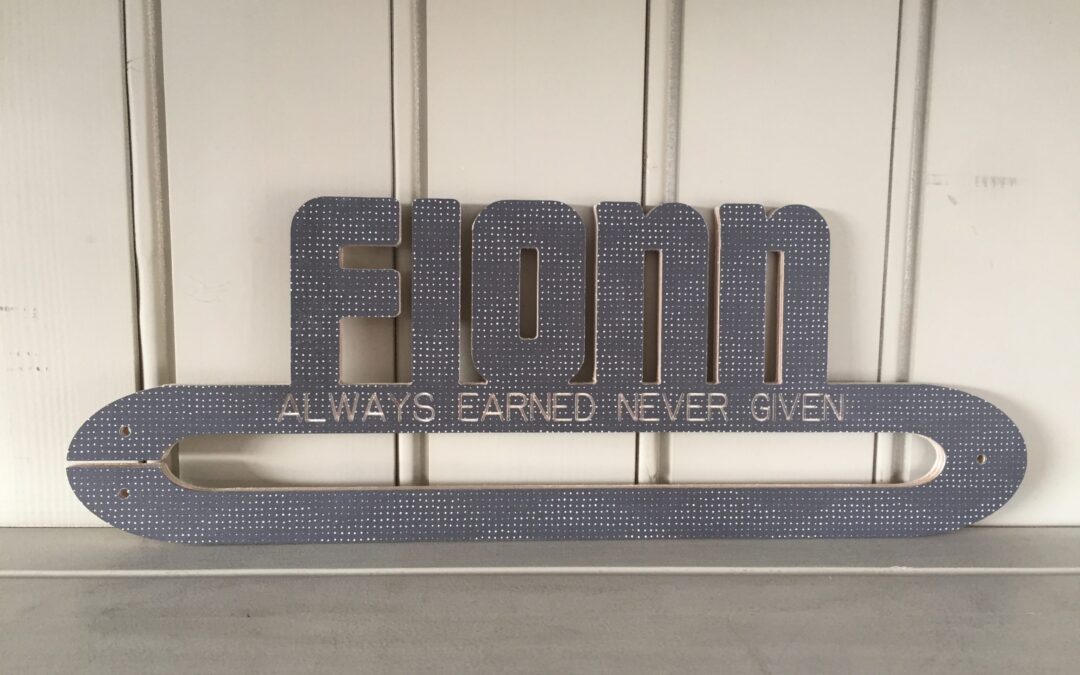 FIONN
ALWAYS EARNED NEVER GIVEN